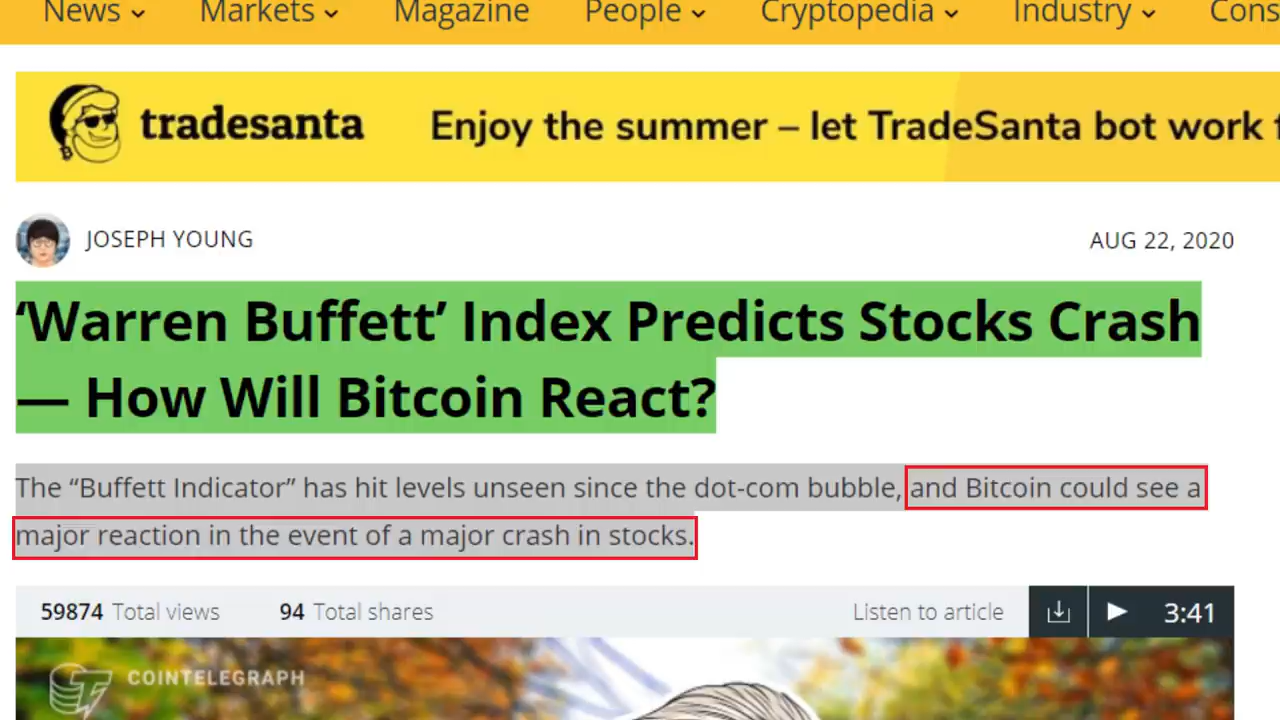 News Markets Magazine People Cryptopedia Industry Cons
tradesanta Enjoy the summer – let TradeSanta bot work
JOSEPH YOUNG AUG 22, 2020
‘Warren Buffett’ Index Predicts Stocks Crash
— How Will Bitcoin React?
The “Buffett Indicator” has hit levels unseen since the dot-com bubble, and Bitcoin could see a
major reaction in the event of a major crash in stocks.
59874 Total views 94 Total shares Listen to article 3:41
COINTELEGRAPH